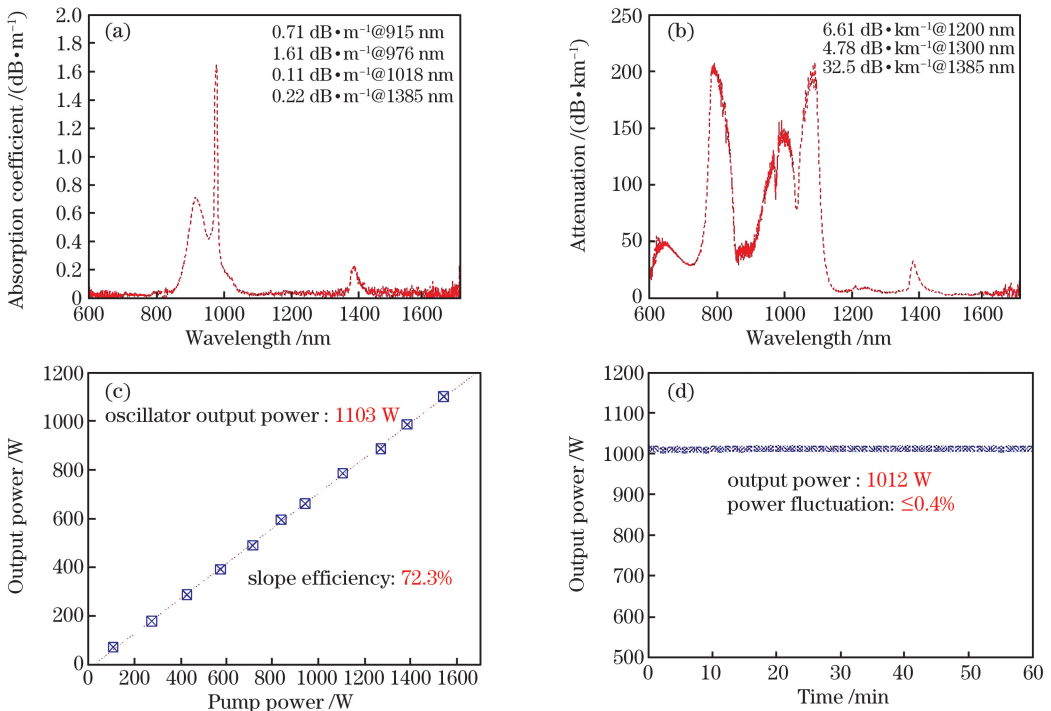 (a)
0.71 dB•m⁻¹@915 nm
1.61 dB•m⁻¹@976 nm
0.11 dB•m⁻¹@1018 nm
0.22 dB•m⁻¹@1385 nm
Absorption coefficient /(dB•m⁻¹)
2.0
1.8
1.6
1.4
1.2
1.0
0.8
0.6
0.4
0.2
0
600 800 1000 1200 1400 1600
Wavelength /nm
(b)
6.61 dB•km⁻¹@1200 nm
4.78 dB•km⁻¹@1300 nm
32.5 dB•km⁻¹@1385 nm
Attenuation /(dB•km⁻¹)
250
200
150
100
50
0
600 800 1000 1200 1400 1600
Wavelength /nm
(c)
oscillator output power : 1103 W
slope efficiency: 72.3%
Output power /W
1200
1000
800
600
400
200
0
0 200 400 600 800 1000 1200 1400 1600
Pump power /W
(d)
output power : 1012 W
power fluctuation: ≤0.4%
Output power /W
1200
1100
1000
900
800
700
600
500
0 10 20 30 40 50 60
Time /min